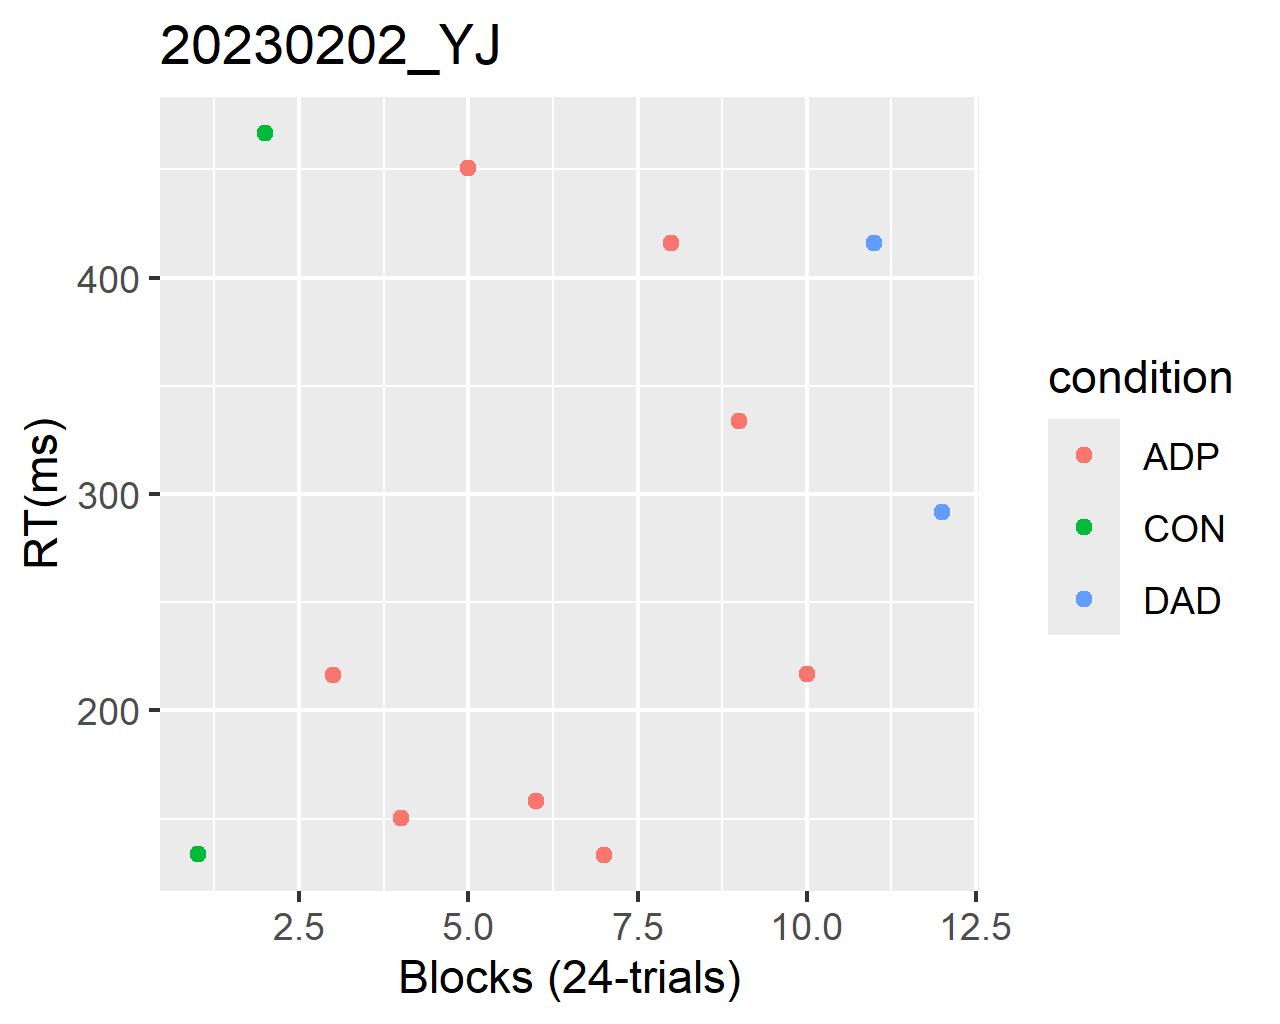 20230202_YJ
RT(ms)
400
300
200
2.5 5.0 7.5 10.0 12.5
Blocks (24-trials)
condition
ADP
CON
DAD